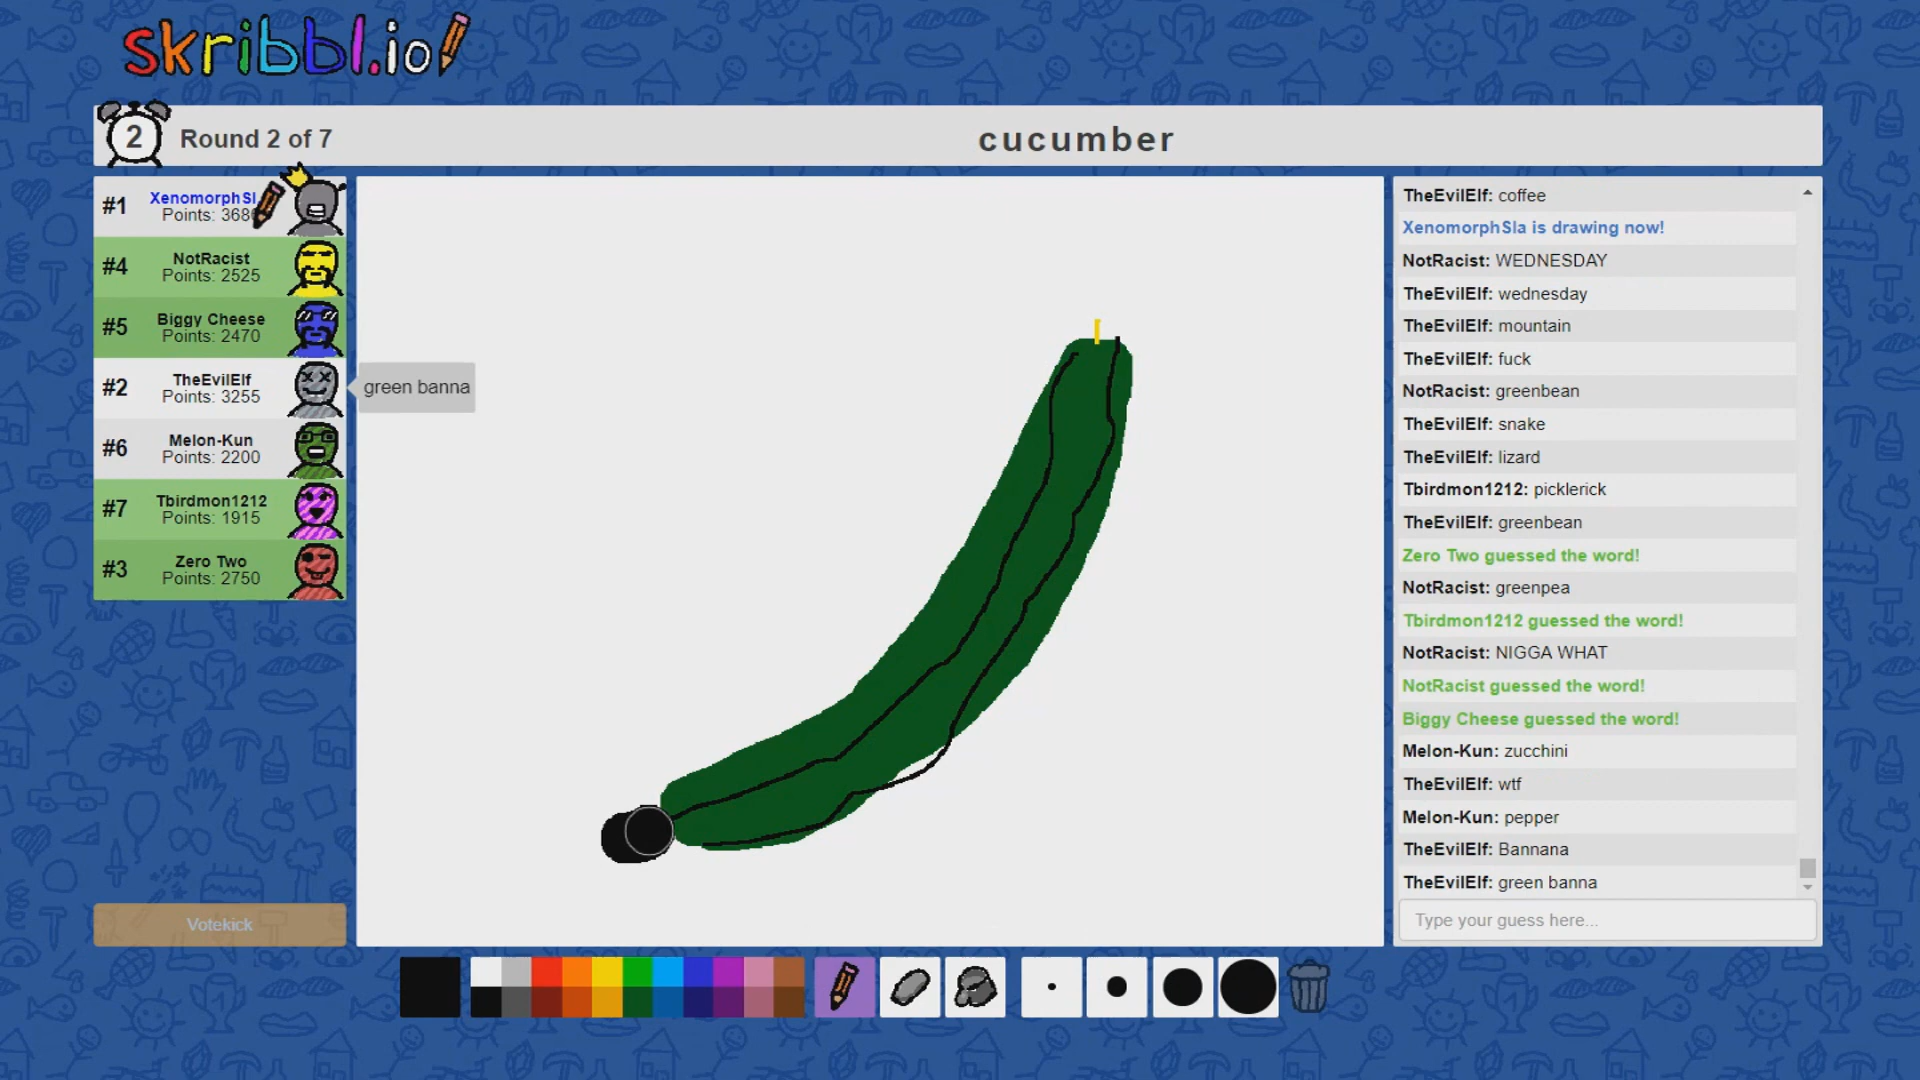 skribbl.io
2
Round 2 of 7
cucumber
#1
XenomorphSl
Points: 368
#4
NotRacist
Points: 2525
#5
Biggy Cheese
Points: 2470
#2
TheEvilElf
Points: 3255
green banna
#6
Melon-Kun
Points: 2200
#7
Tbirdmon1212
Points: 1915
#3
Zero Two
Points: 2750
Votekick
TheEvilElf: coffee
XenomorphSla is drawing now!
NotRacist: WEDNESDAY
TheEvilElf: wednesday
TheEvilElf: mountain
TheEvilElf: fuck
NotRacist: greenbean
TheEvilElf: snake
TheEvilElf: lizard
Tbirdmon1212: picklerick
TheEvilElf: greenbean
Zero Two guessed the word!
NotRacist: greenpea
Tbirdmon1212 guessed the word!
NotRacist: NIGGA WHAT
NotRacist guessed the word!
Biggy Cheese guessed the word!
Melon-Kun: zucchini
TheEvilElf: wtf
Melon-Kun: pepper
TheEvilElf: Bannana
TheEvilElf: green banna
Type your guess here...